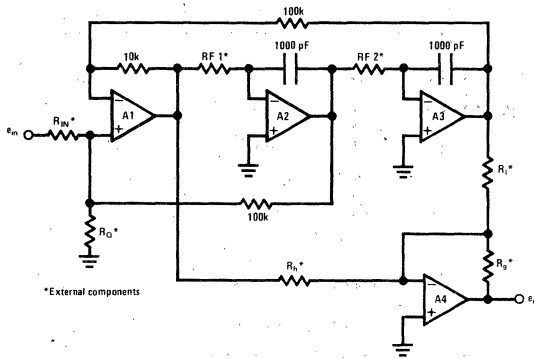 100k
10k
RF 1*
1000 pF
RF 2*
1000 pF
e_in
R_IN*
−
+
A1
−
+
A2
−
+
A3
R_Q*
100k
R_l*
R_h*
R_g*
−
+
A4
*External components